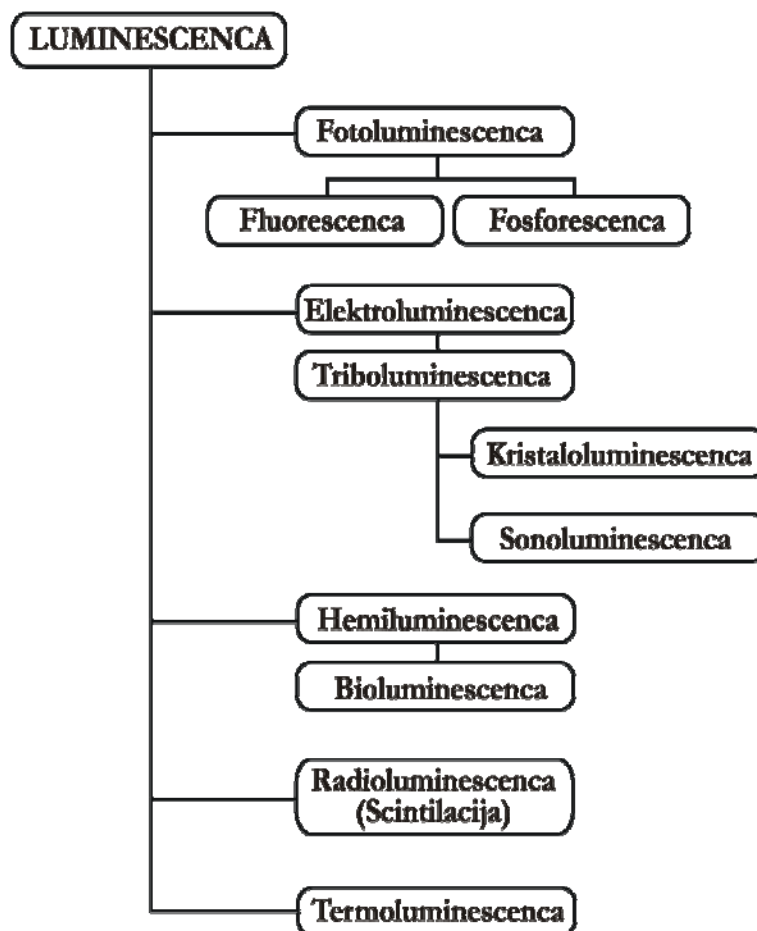 LUMINESCENCA
Fotoluminescenca
Fluorescenca
Fosforescenca
Elektroluminescenca
Triboluminescenca
Kristaloluminescenca
Sonoluminescenca
Hemiluminescenca
Bioluminescenca
Radioluminescenca
(Scintilacija)
Termoluminescenca